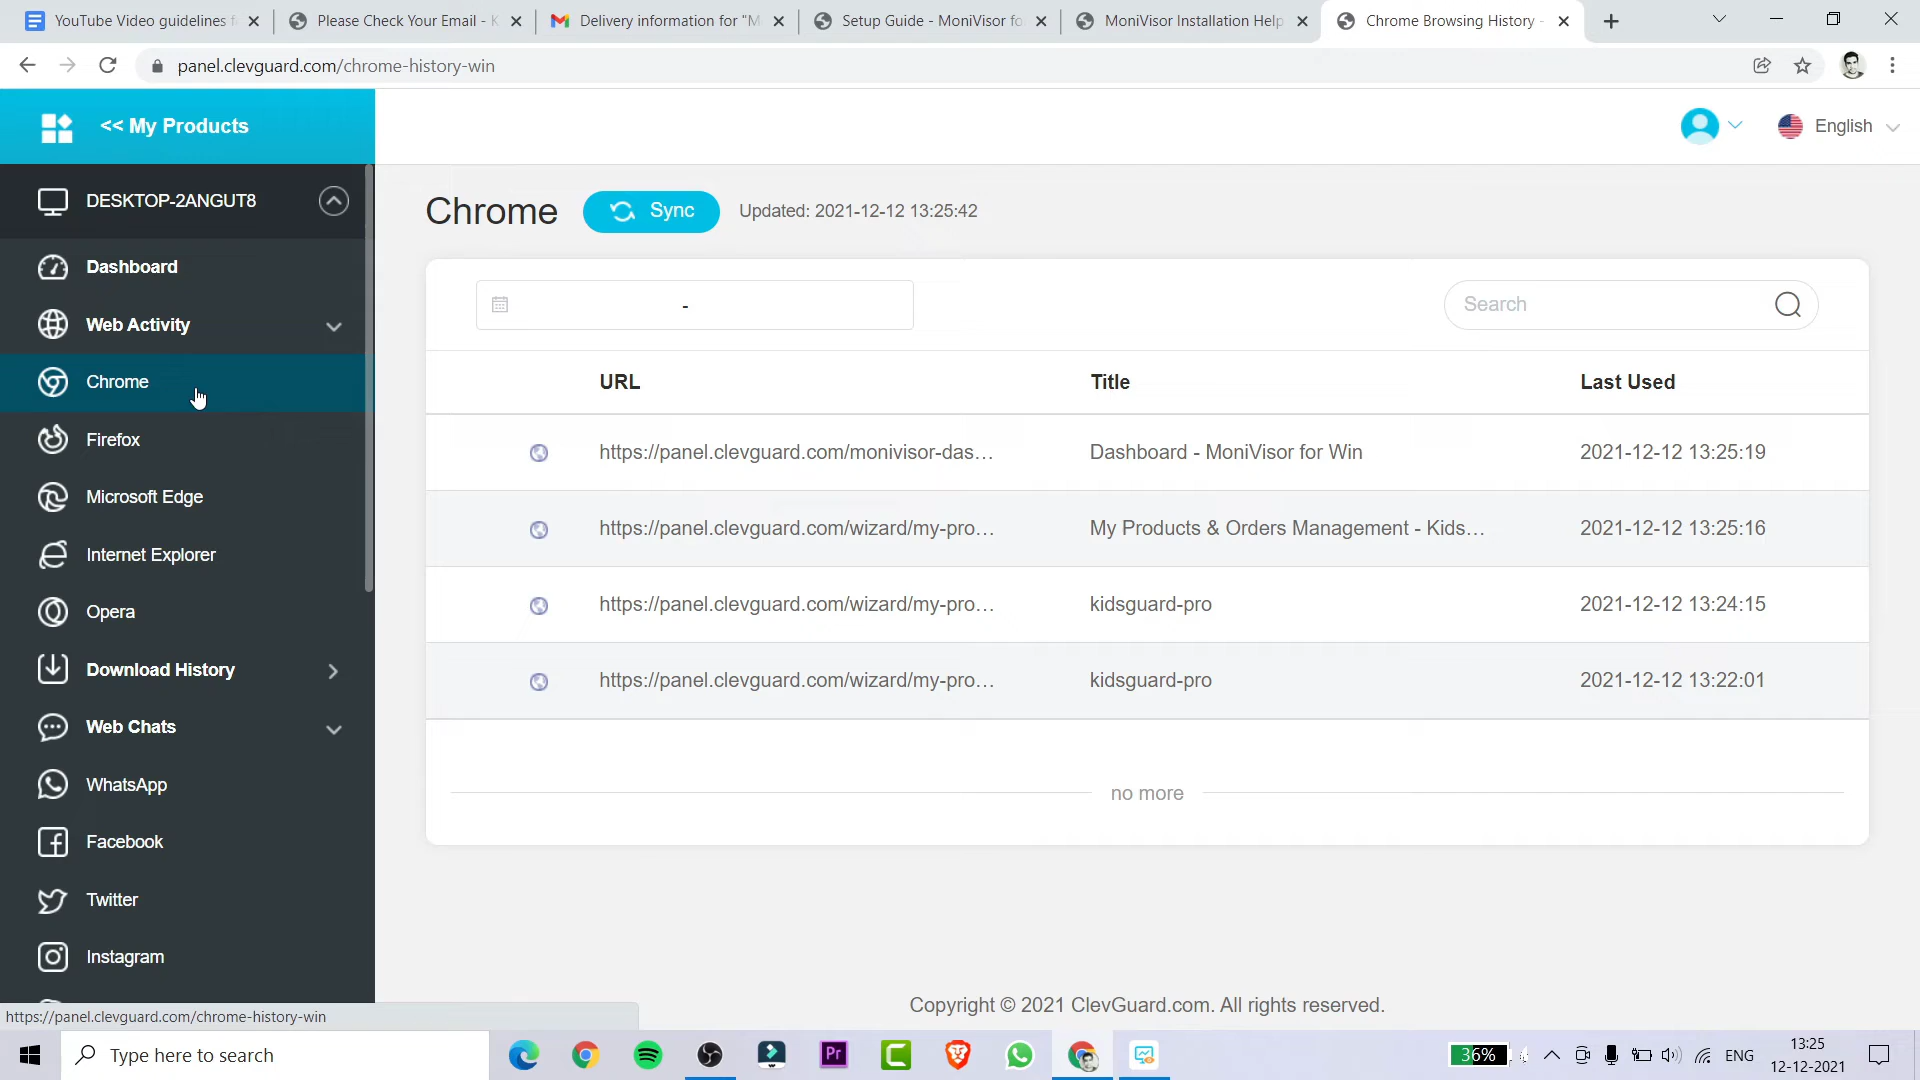 YouTube Video guidelines f
Please Check Your Email - K
Delivery information for "M
Setup Guide - MoniVisor fo
MoniVisor Installation Help
Chrome Browsing History -
panel.clevguard.com/chrome-history-win
<< My Products
English
DESKTOP-2ANGUT8
Chrome
Sync
Updated: 2021-12-12 13:25:42
Dashboard
Web Activity
-
Search
Chrome
URL
Title
Last Used
Firefox
https://panel.clevguard.com/monivisor-das...
Dashboard - MoniVisor for Win
2021-12-12 13:25:19
Microsoft Edge
https://panel.clevguard.com/wizard/my-pro...
My Products & Orders Management - Kids...
2021-12-12 13:25:16
Internet Explorer
https://panel.clevguard.com/wizard/my-pro...
kidsguard-pro
2021-12-12 13:24:15
Opera
Download History
https://panel.clevguard.com/wizard/my-pro...
kidsguard-pro
2021-12-12 13:22:01
Web Chats
WhatsApp
no more
Facebook
Twitter
Instagram
Copyright © 2021 ClevGuard.com. All rights reserved.
https://panel.clevguard.com/chrome-history-win
Type here to search
Pr
36%
ENG
13:25
12-12-2021